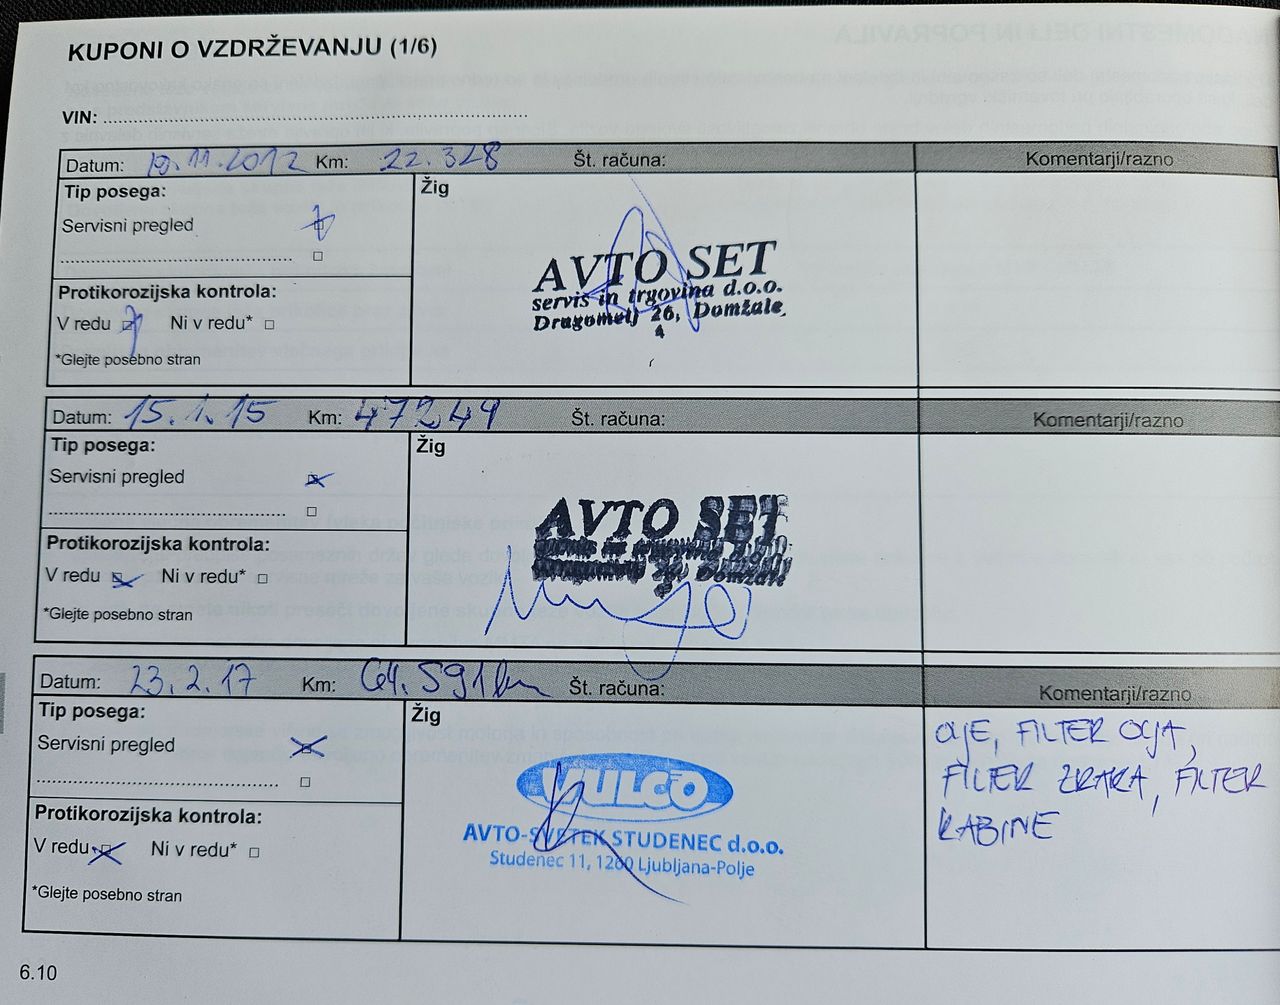 KUPONI O VZDRŽEVANJU (1/6)
VIN:
Datum: 19.11.2012 Km: 22.328 Št. računa: Komentarji/razno
Tip posega:
Žig
Servisni pregled
AVTO SET
servis in trgovina d.o.o.
Dragomelj 26, Domžale
4
Protikorozijska kontrola:
V redu Ni v redu*
*Glejte posebno stran
Datum: 15.1.15 Km: 47249 Št. računa: Komentarji/razno
Tip posega:
Žig
Servisni pregled
AVTO SET
Domžale
Protikorozijska kontrola:
V redu Ni v redu*
*Glejte posebno stran
Datum: 23.2.17 Km: 64.591km Št. računa: Komentarji/razno
Tip posega:
Žig
Servisni pregled
VULCO
AVTO-SVETEK STUDENEC d.o.o.
Studenec 11, 1260 Ljubljana-Polje
OLJE, FILTER OLJA,
FILTER ZRAKA, FILTER
KABINE
Protikorozijska kontrola:
V redu Ni v redu*
*Glejte posebno stran
6.10